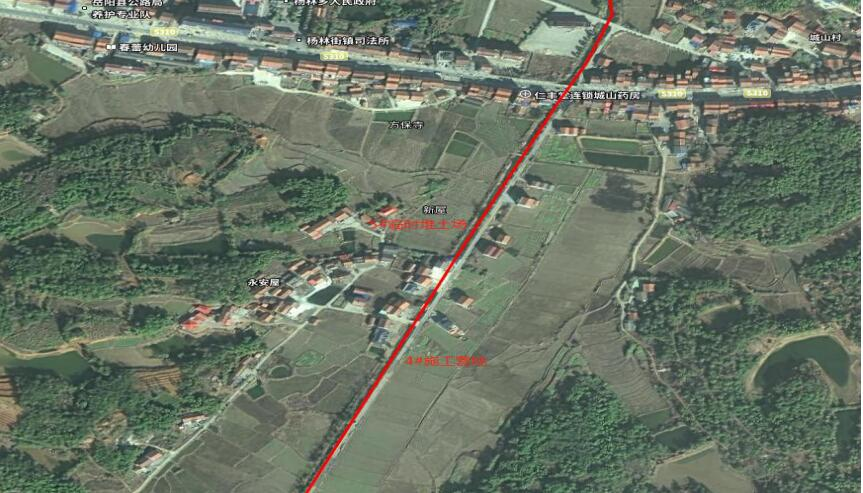 岳阳县公路局
养护专业队
杨林乡人民政府
S310
春蕾幼儿园
杨林街镇司法所
S310
城山村
仁丰堂连锁城山药房
S310
S310
方保寺
新屋
5#临时堆土场
永安屋
4#施工营地